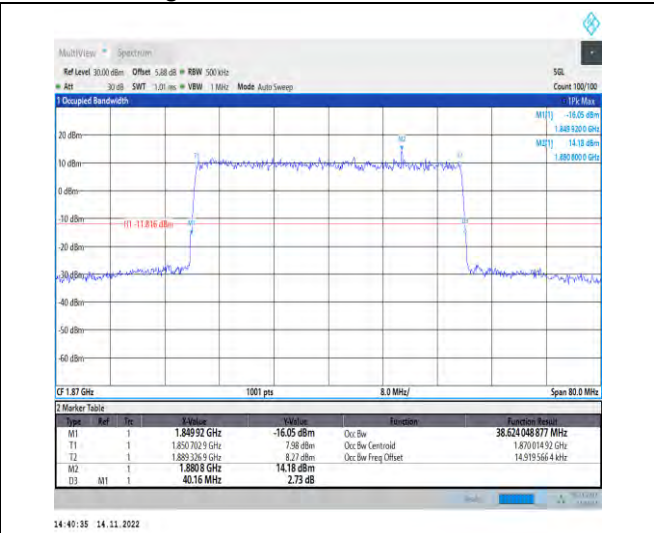 MultiView Spectrum
Ref Level 30.00 dBm Offset 5.88 dB RBW 500 kHz SGL
Att 30 dB SWT 1.01 ms VBW 1 MHz Mode Auto Sweep Count 100/100
1 Occupied Bandwidth 1Pk Max
M1[1] -16.05 dBm
1.849 920 0 GHz
M2[1] 14.18 dBm
1.880 800 0 GHz
20 dBm
M2
T1
10 dBm
0 dBm
-10 dBm
H1 -11.816 dBm M1
-20 dBm
-30 dBm
-40 dBm
-50 dBm
-60 dBm
CF 1.87 GHz 1001 pts 8.0 MHz/ Span 80.0 MHz
2 Marker Table
Type Ref Trc X-Value Y-Value Function Function Result
M1 1 1.849 92 GHz -16.05 dBm Occ Bw 38.624 048 877 MHz
T1 1 1.850 702 9 GHz 7.98 dBm Occ Bw Centroid 1.870 014 92 GHz
T2 1 1.889 326 9 GHz 8.27 dBm Occ Bw Freq Offset 14.919 566 4 kHz
M2 1 1.880 8 GHz 14.18 dBm
D3 M1 1 40.16 MHz 2.73 dB
14:40:35 14.11.2022